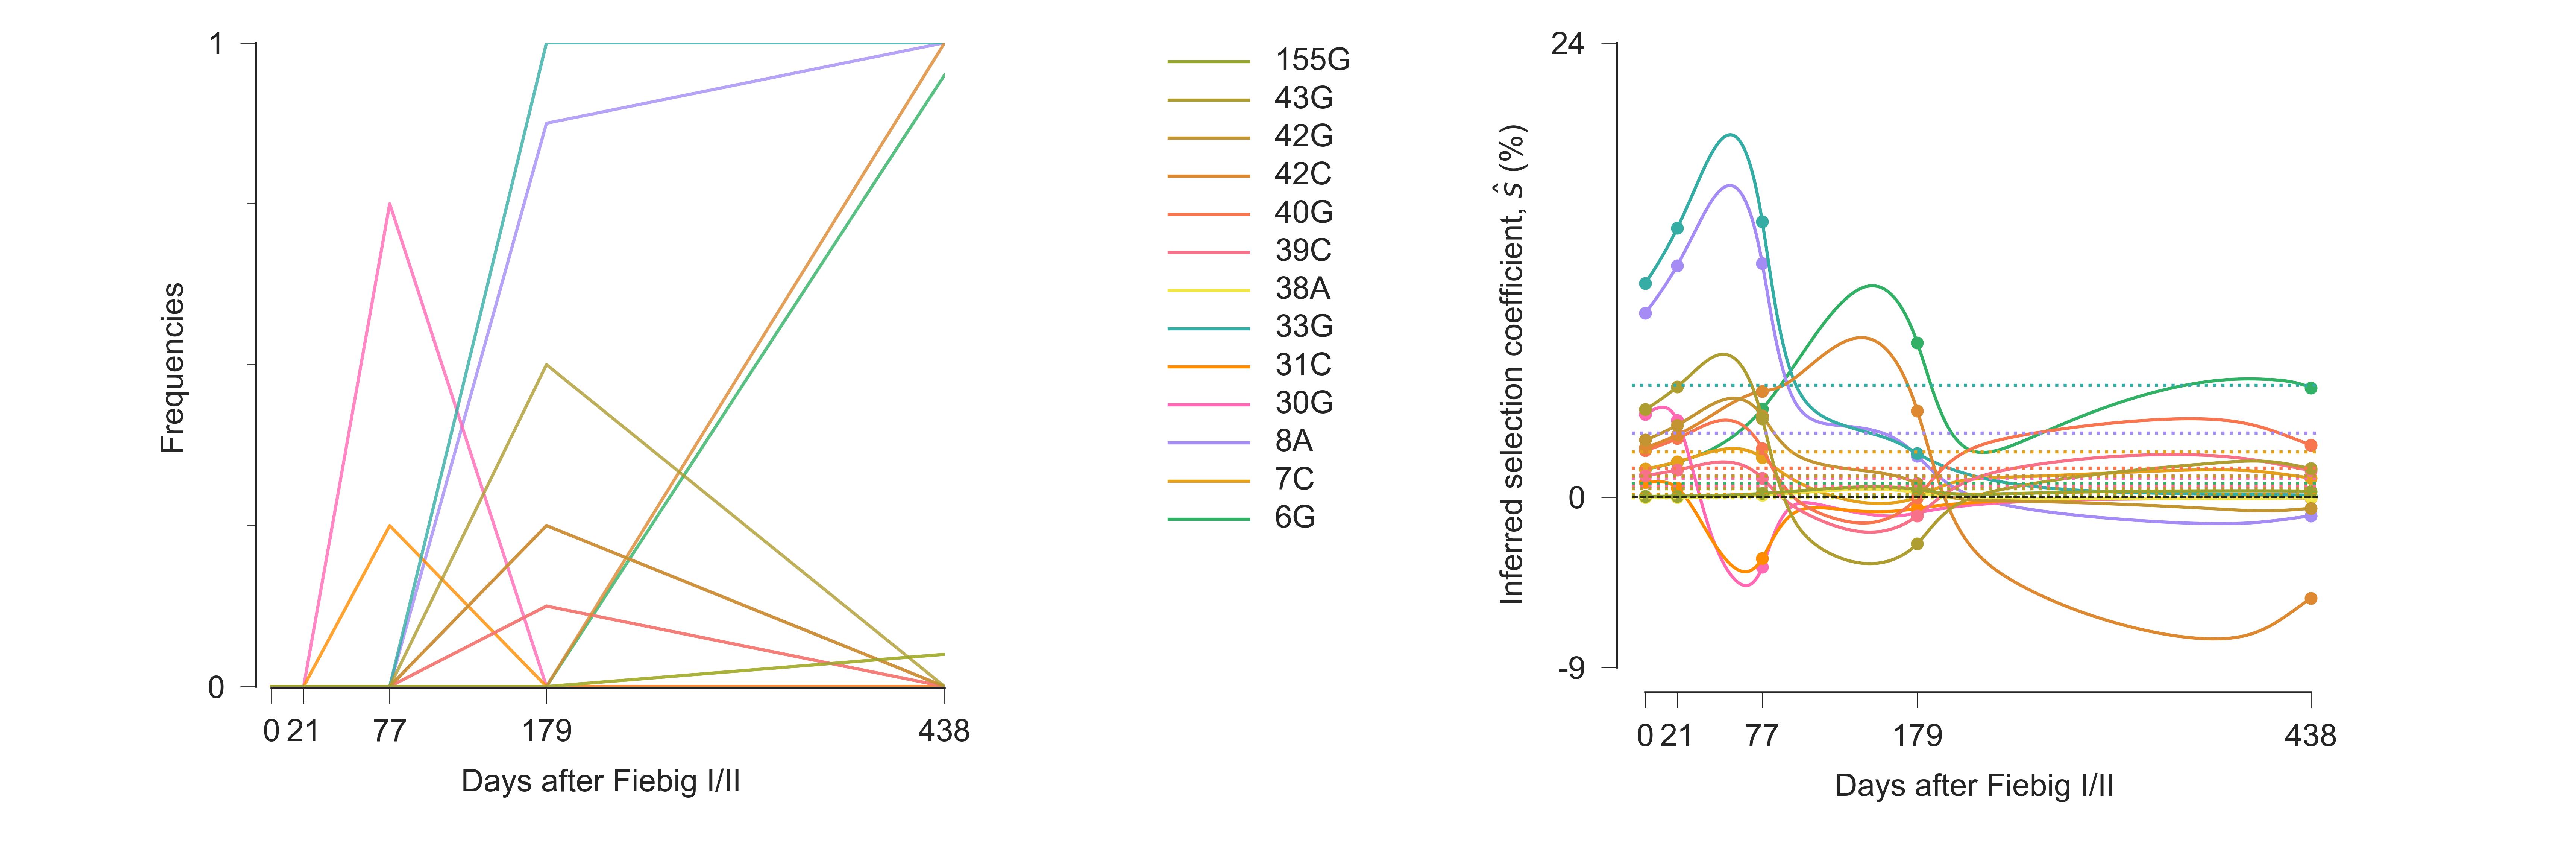 1
Frequencies
0
0 21 77 179 438
Days after Fiebig I/II
155G
43G
42G
42C
40G
39C
38A
33G
31C
30G
8A
7C
6G
24
Inferred selection coefficient, ŝ (%)
0
-9
0 21 77 179 438
Days after Fiebig I/II